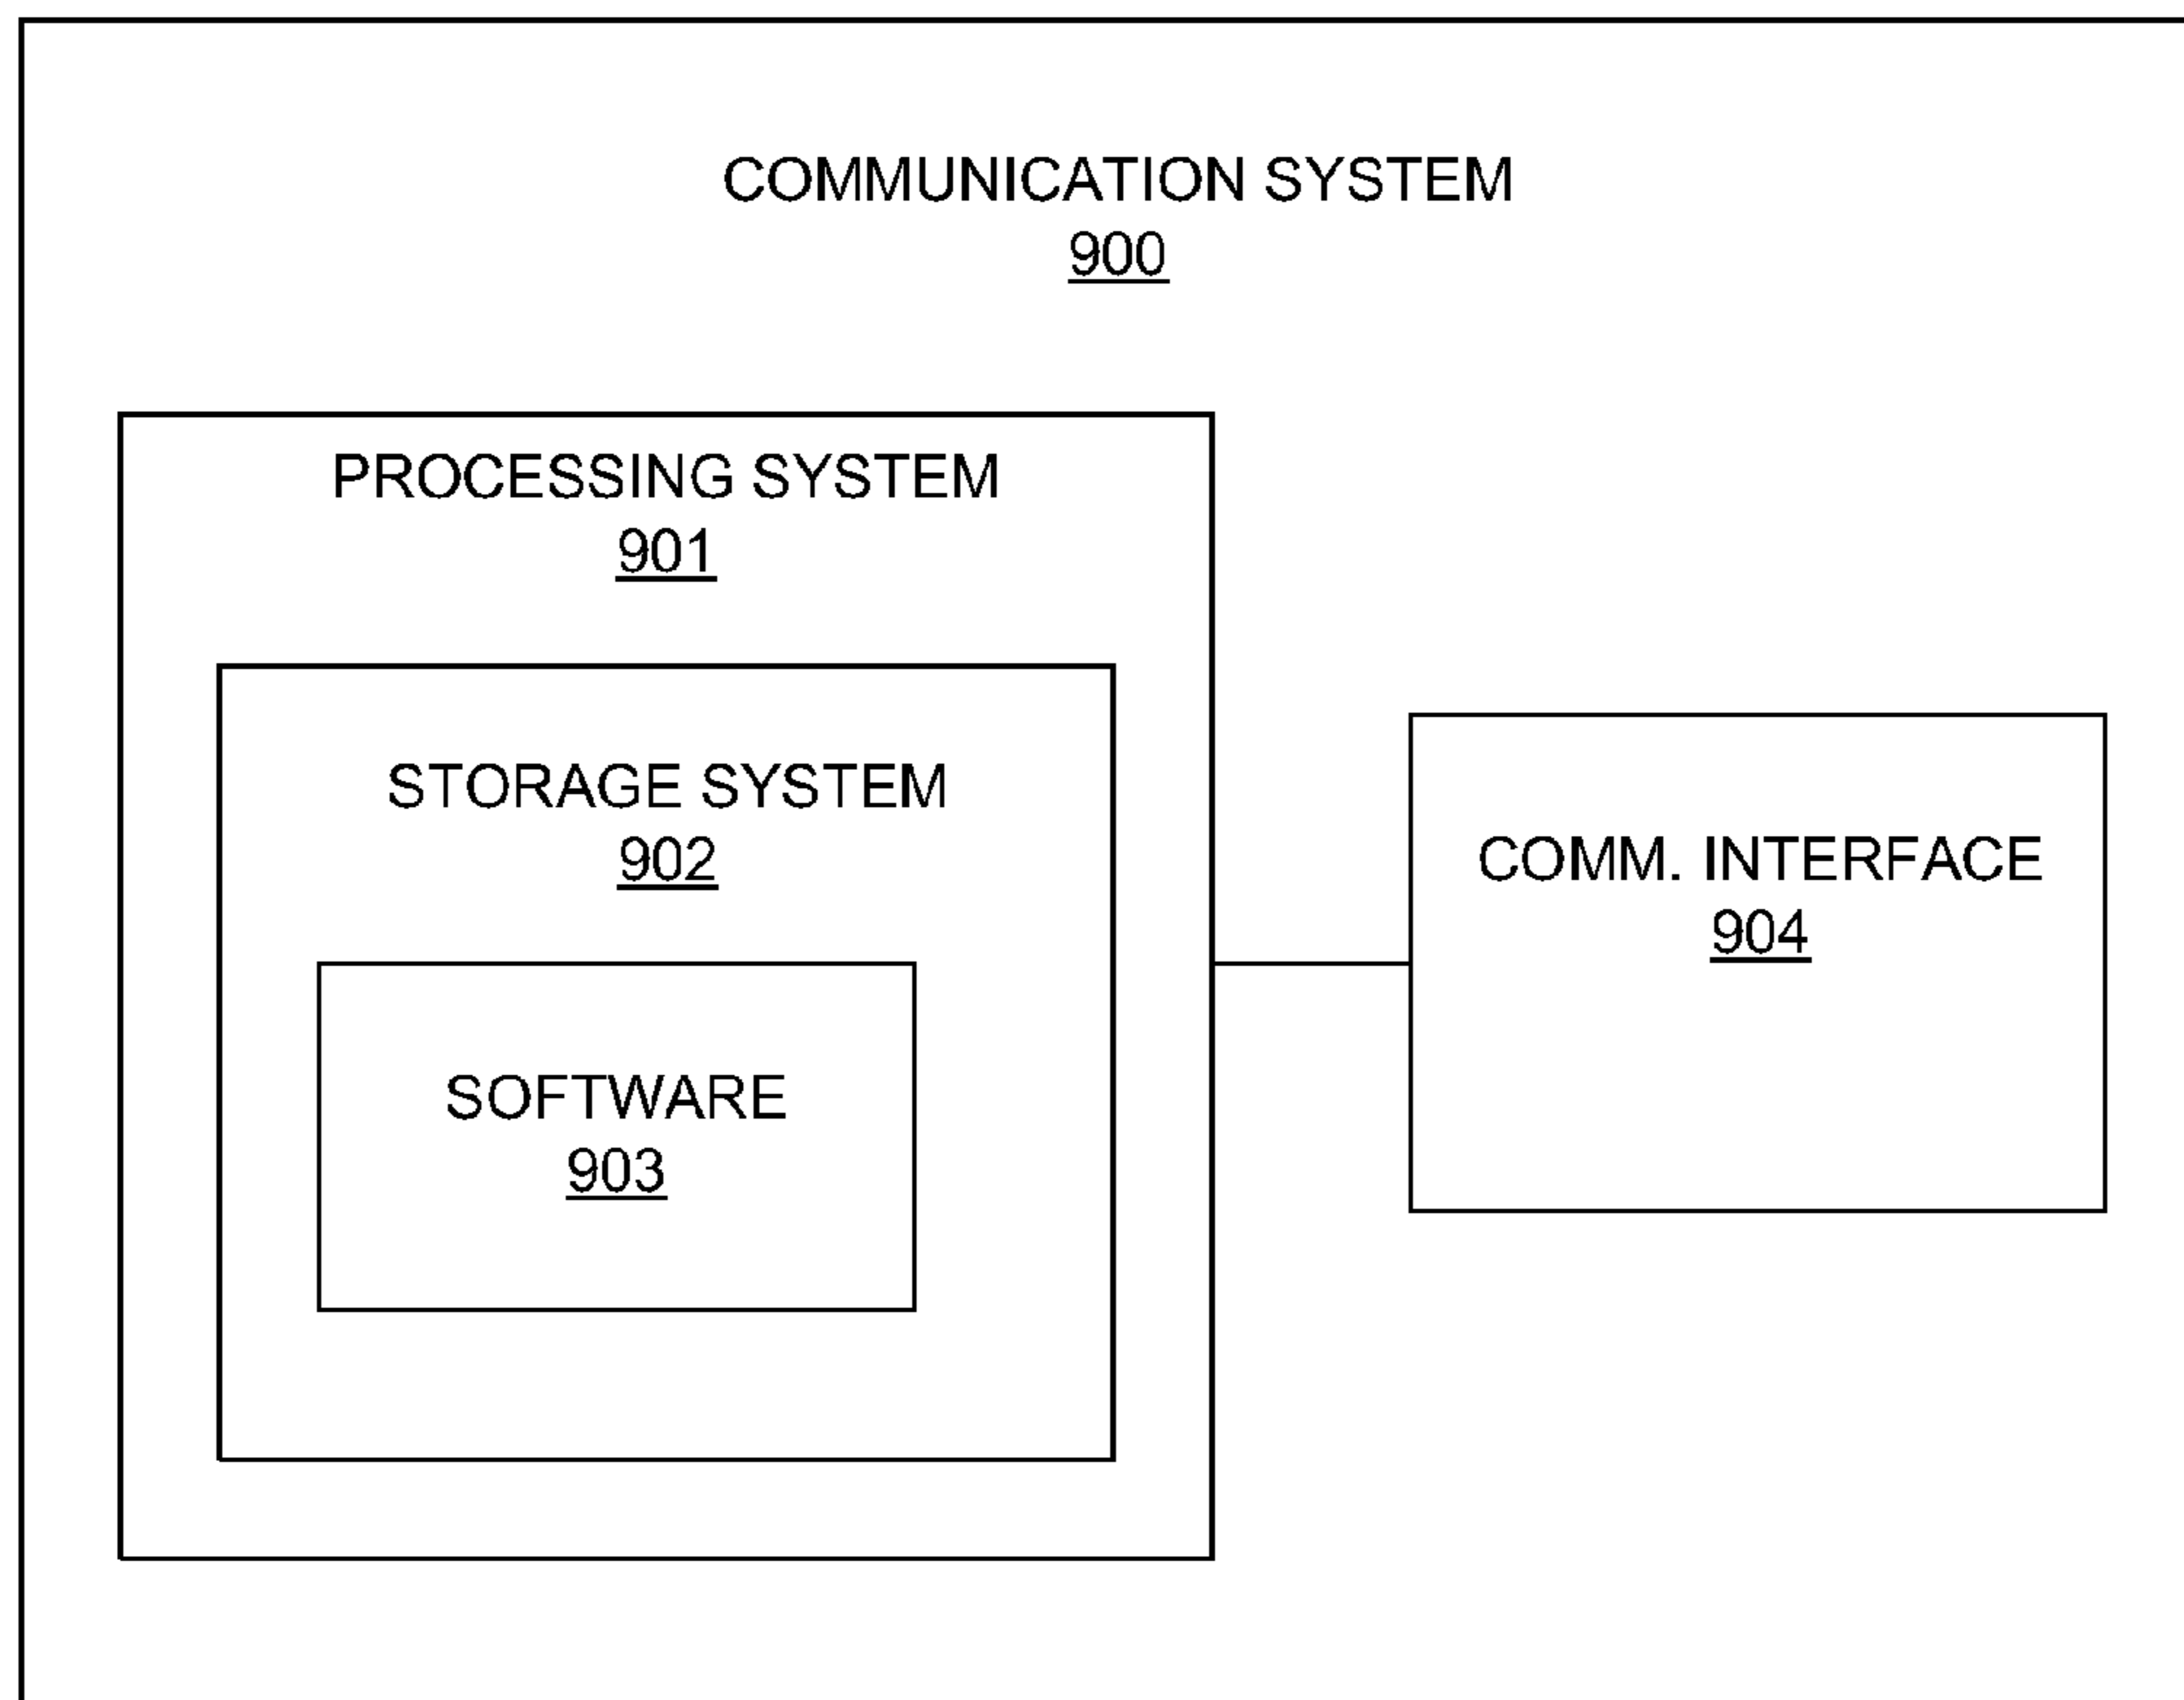 COMMUNICATION SYSTEM
900
PROCESSING SYSTEM
901
STORAGE SYSTEM
902
SOFTWARE
903
COMM. INTERFACE
904